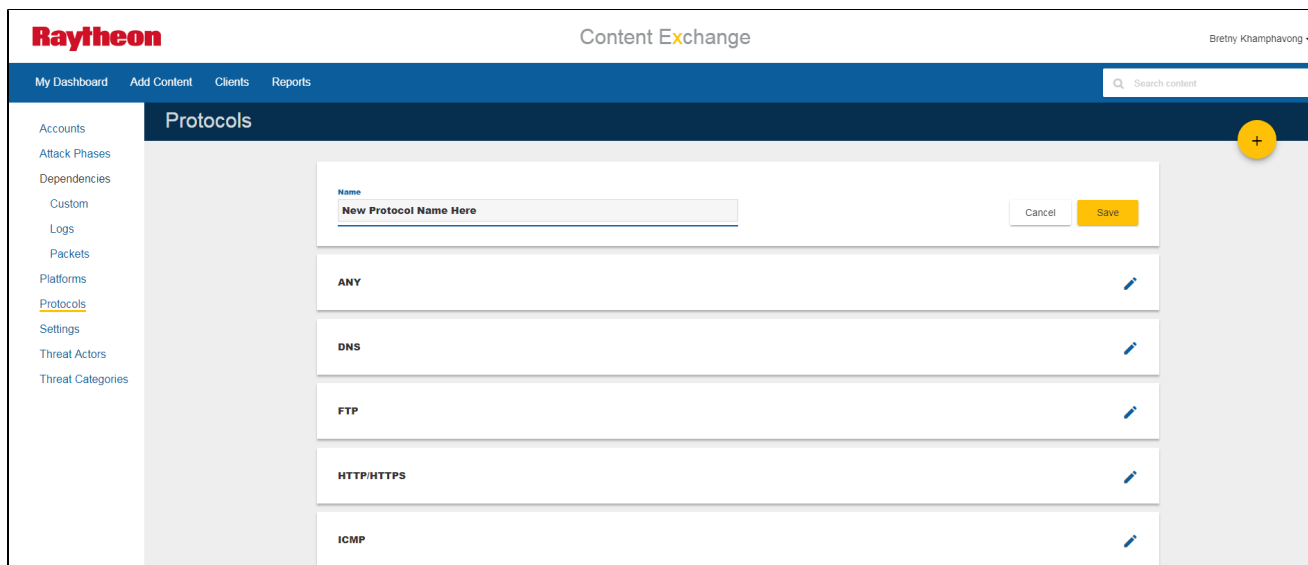 Raytheon
Content Exchange
Bretny Khamphavong
My Dashboard Add Content Clients Reports
Search content
Protocols
+
Accounts
Attack Phases
Dependencies
Custom
Logs
Packets
Platforms
Protocols
Settings
Threat Actors
Threat Categories
Name
New Protocol Name Here
Cancel
Save
ANY
DNS
FTP
HTTP/HTTPS
ICMP